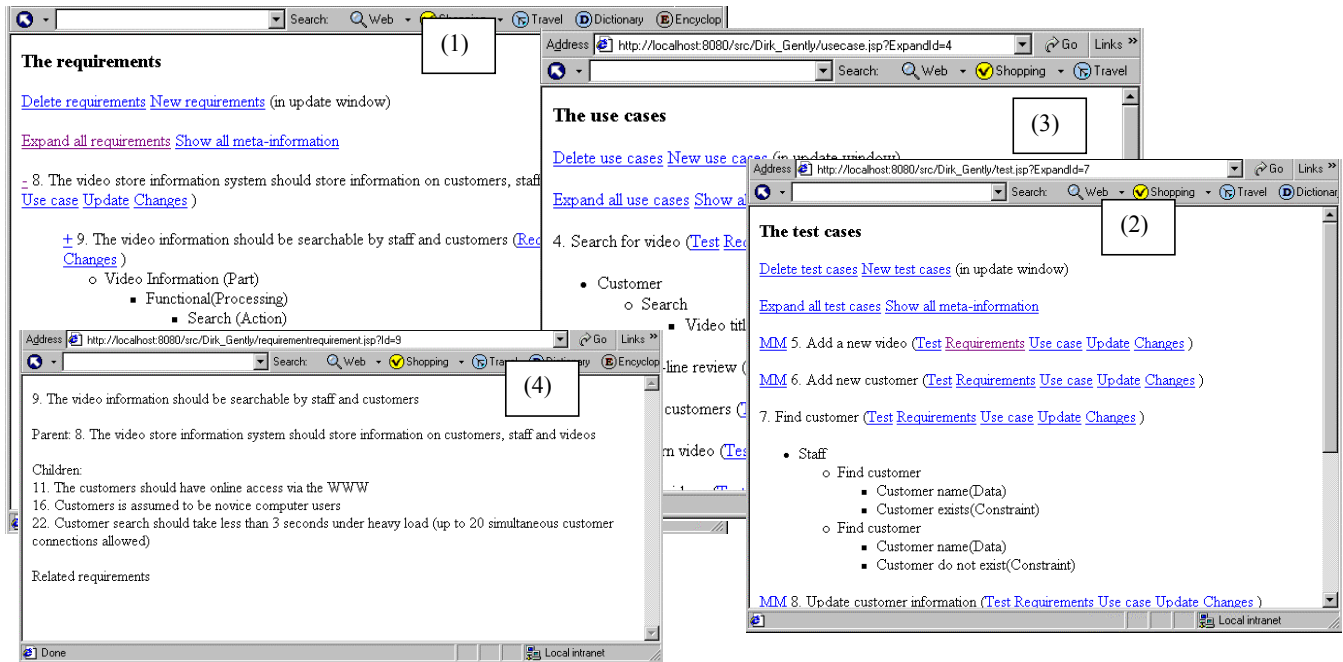 Search: Web Shopping Travel Dictionary Encyclop
(1)
The requirements
Delete requirements New requirements (in update window)
Expand all requirements Show all meta-information
- 8. The video store information system should store information on customers, staff
Use case Update Changes )
+ 9. The video information should be searchable by staff and customers (Req
Changes )
Video Information (Part)
Functional(Processing)
Search (Action)
Address http://localhost:8080/src/Dirk_Gently/usecase.jsp?ExpandId=4 Go Links »
Search: Web Shopping Travel
(3)
The use cases
Delete use cases New use cases (in update window)
Expand all use cases Show a
4. Search for video (Test Req
Customer
Search
Video titl
-line review (
customers (
rn video (Tes
Address http://localhost:8080/src/Dirk_Gently/test.jsp?ExpandId=7 Go Links »
Search: Web Shopping Travel Dictionar
(2)
The test cases
Delete test cases New test cases (in update window)
Expand all test cases Show all meta-information
MM 5. Add a new video (Test Requirements Use case Update Changes )
MM 6. Add new customer (Test Requirements Use case Update Changes )
7. Find customer (Test Requirements Use case Update Changes )
Staff
Find customer
Customer name(Data)
Customer exists(Constraint)
Find customer
Customer name(Data)
Customer do not exist(Constraint)
MM 8. Update customer information (Test Requirements Use case Update Changes )
Local intranet
Address http://localhost:8080/src/Dirk_Gently/requirementrequirement.jsp?Id=9 Go Links »
Search: Web Shopping Trav Dictionary Encyclop
(4)
9. The video information should be searchable by staff and customers
Parent: 8. The video store information system should store information on customers, staff and videos
Children:
11. The customers should have online access via the WWW
16. Customers is assumed to be novice computer users
22. Customer search should take less than 3 seconds under heavy load (up to 20 simultaneous customer
connections allowed)
Related requirements
Done Local intranet